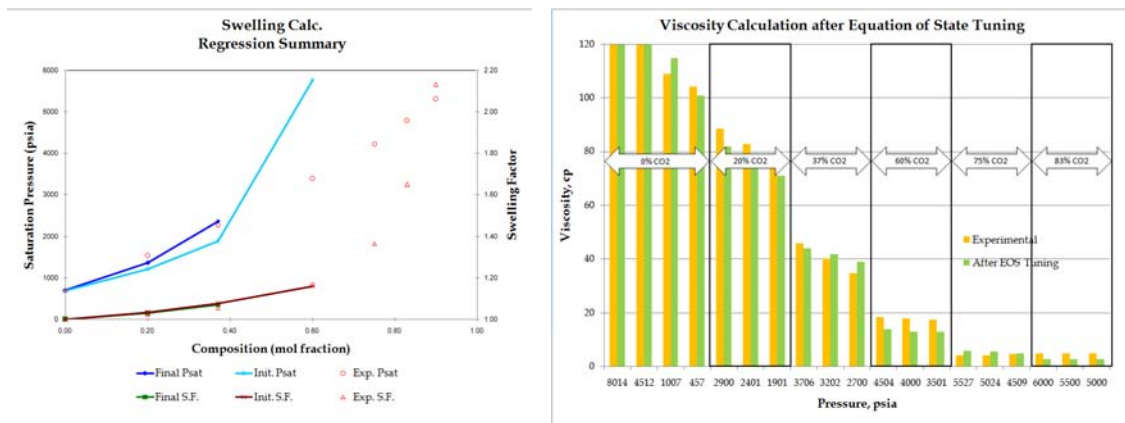 Swelling Calc.
Regression Summary
Saturation Pressure (psia)
6000
5000
4000
3000
2000
1000
0
2.20
2.00
1.80
1.60
1.40
1.20
1.00
Swelling Factor
0.00 0.20 0.40 0.60 0.80 1.00
Composition (mol fraction)
Final Psat Init. Psat Exp. Psat
Final S.F. Init. S.F. Exp. S.F.
Viscosity Calculation after Equation of State Tuning
Viscosity, cp
120
100
80
60
40
20
0
0% CO2 20% CO2 37% CO2 60% CO2 75% CO2 83% CO2
Experimental
After EOS Tuning
8014 4512 1007 457 2900 2401 1901 3706 3202 2700 4504 4000 3501 5527 5024 4509 6000 5500 5000
Pressure, psia